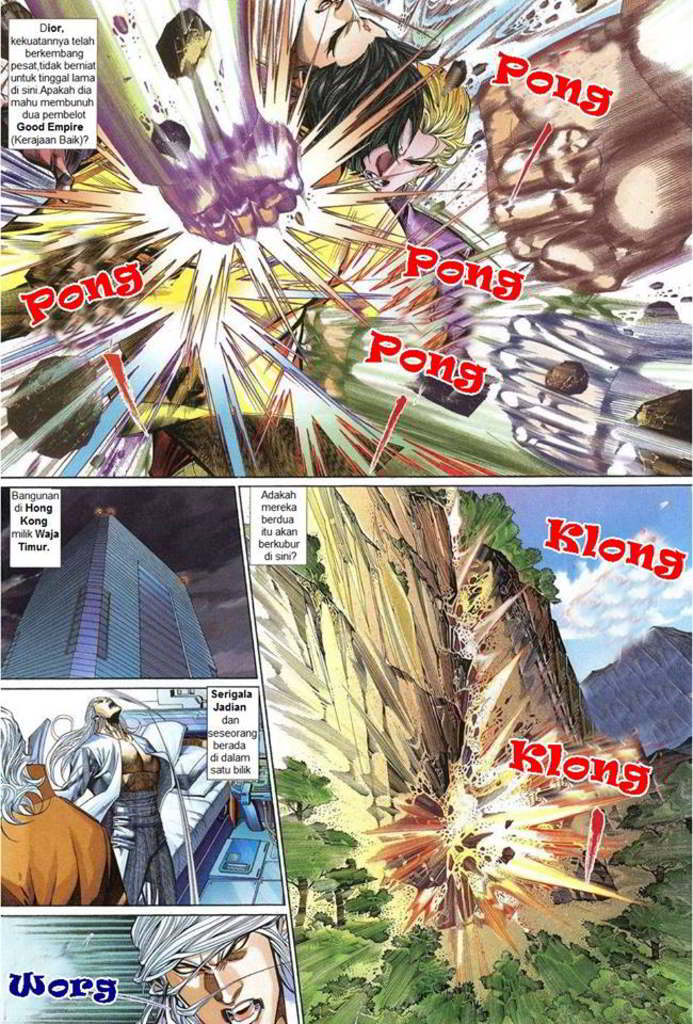 Dior,
kekuatannya telah
berkembang
pesat,tidak berniat
untuk tinggal lama
di sini.Apakah dia
mahu membunuh
dua pembelot
Good Empire
(Kerajaan Baik)?
Pong
Pong
Pong
Pong
Bangunan
di Hong
Kong
milik Waja
Timur.
Adakah
mereka
berdua
itu akan
berkubur
di sini?
Klong
Klong
Serigala
Jadian
dan
seseorang
berada
di dalam
satu bilik
Worg